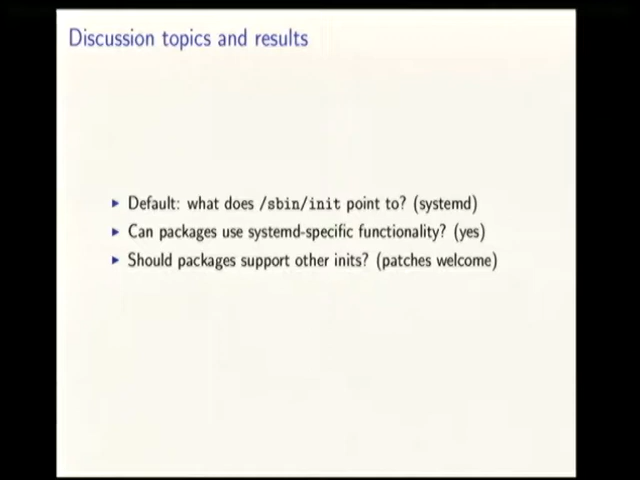 Discussion topics and results
Default: what does /sbin/init point to? (systemd)
Can packages use systemd-specific functionality? (yes)
Should packages support other inits? (patches welcome)